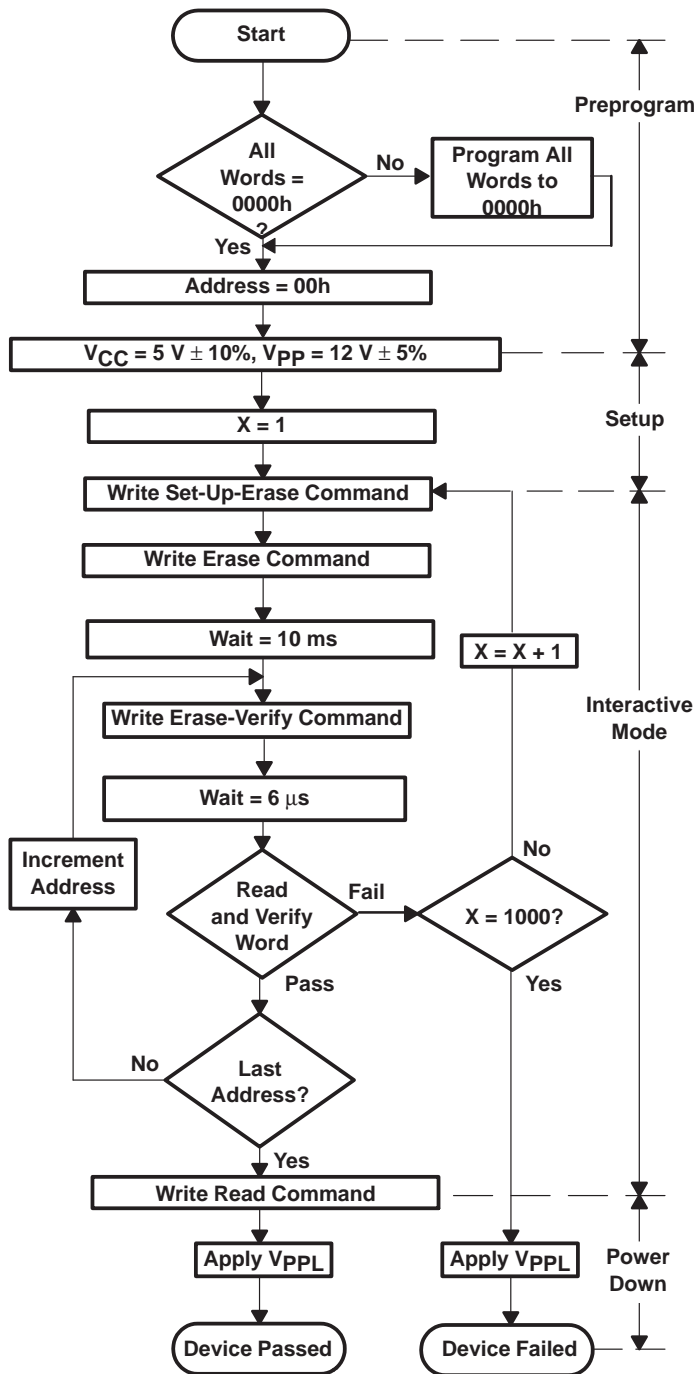 Start
Preprogram
All
Words =
0000h
?
No
Program All
Words to
0000h
Yes
Address = 00h
VCC = 5 V ± 10%, VPP = 12 V ± 5%
Setup
X = 1
Write Set-Up-Erase Command
Write Erase Command
Wait = 10 ms
X = X + 1
Interactive
Mode
Write Erase-Verify Command
Wait = 6 μs
Increment
Address
Read
and Verify
Word
Fail
No
X = 1000?
Pass
Yes
No
Last
Address?
Yes
Write Read Command
Apply VPPL
Apply VPPL
Power
Down
Device Passed
Device Failed